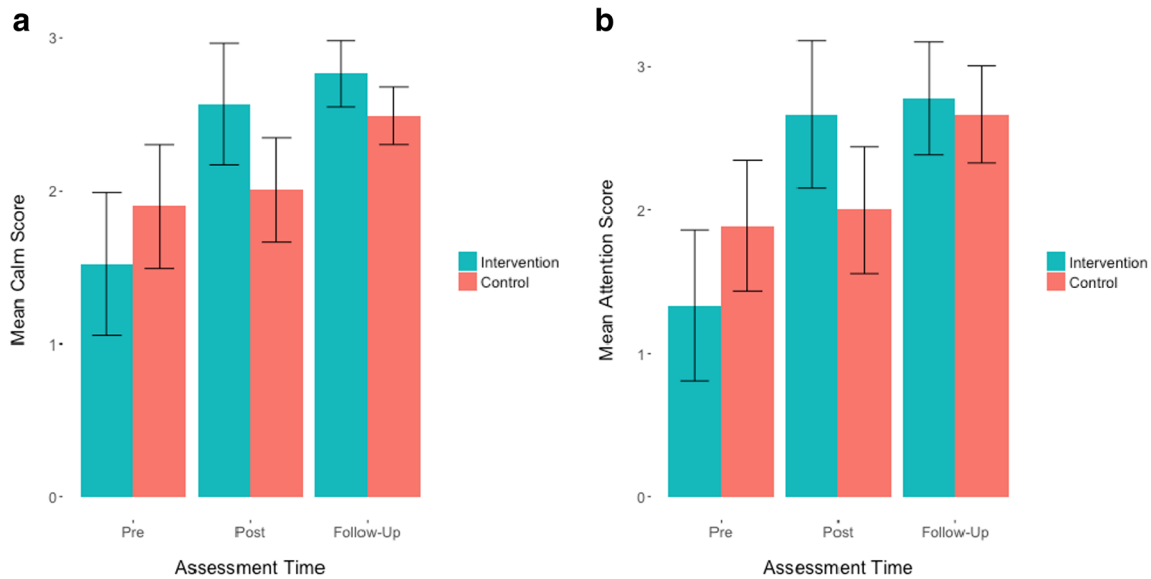 a
3
2
1
0
Mean Calm Score
Pre
Post
Follow-Up
Assessment Time
Intervention
Control
b
3
2
1
0
Mean Attention Score
Pre
Post
Follow-Up
Assessment Time
Intervention
Control